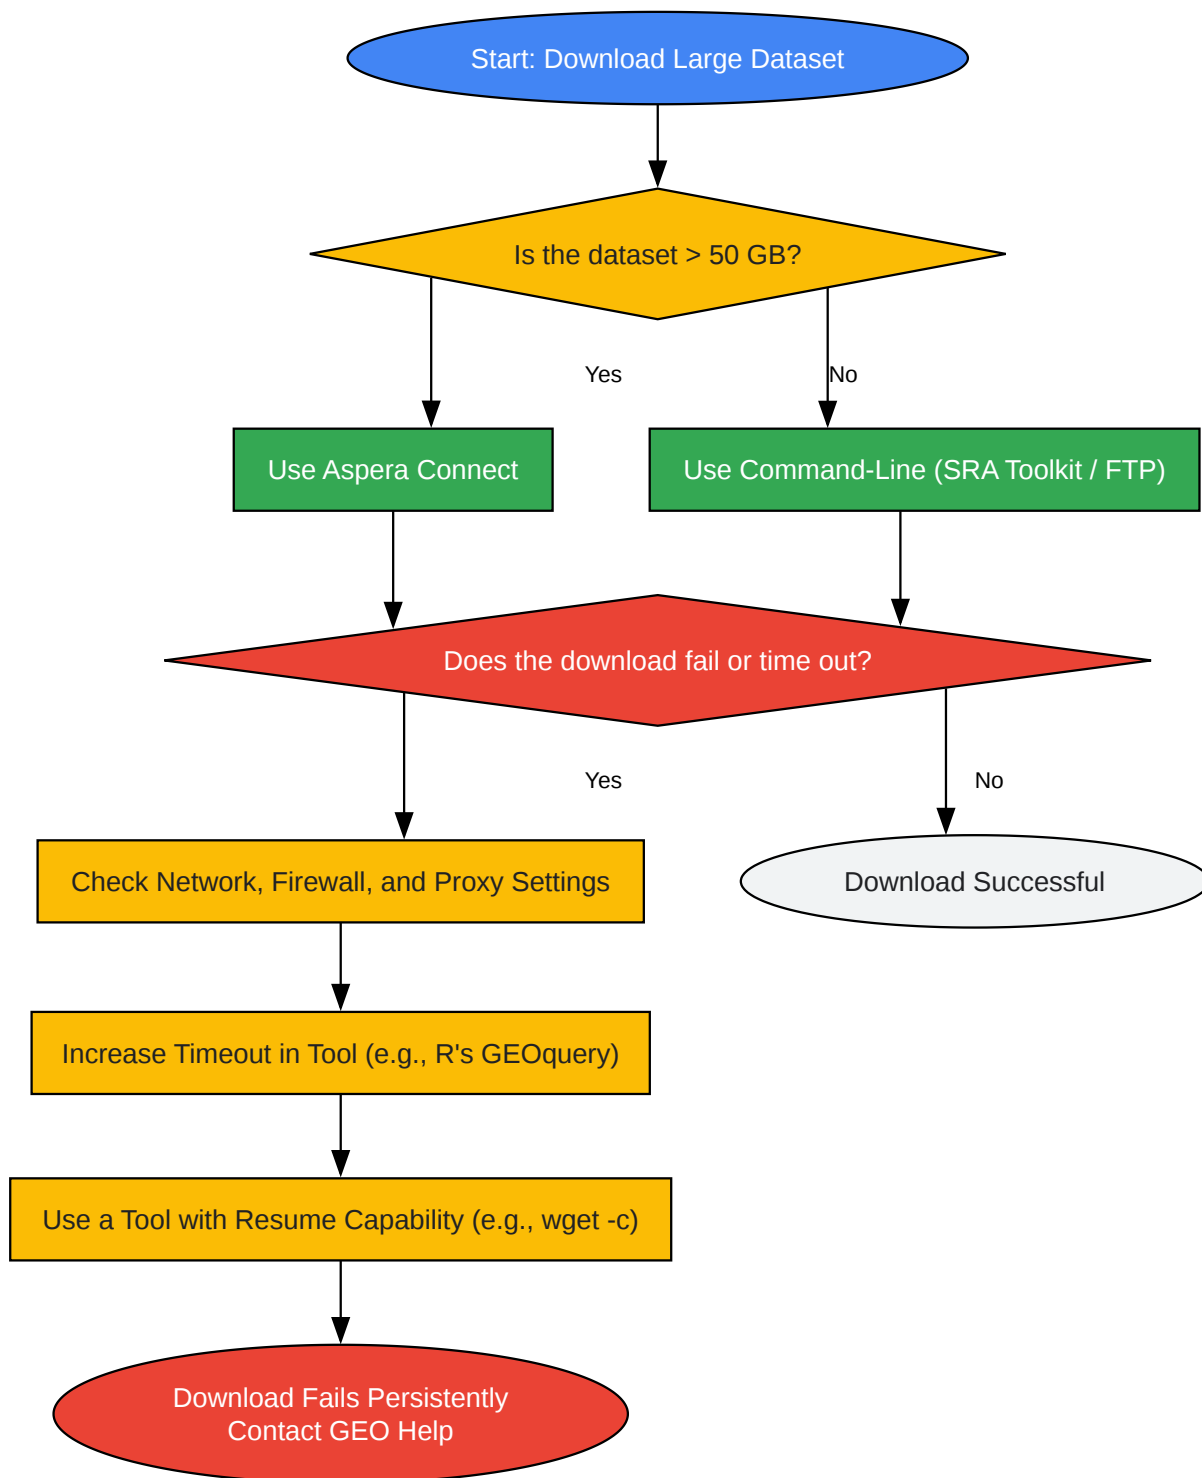 Start: Download Large Dataset
Is the dataset > 50 GB?
Yes
No
Use Aspera Connect
Use Command-Line (SRA Toolkit / FTP)
Does the download fail or time out?
Yes
No
Check Network, Firewall, and Proxy Settings
Download Successful
Increase Timeout in Tool (e.g., R's GEOquery)
Use a Tool with Resume Capability (e.g., wget -c)
Download Fails Persistently
Contact GEO Help